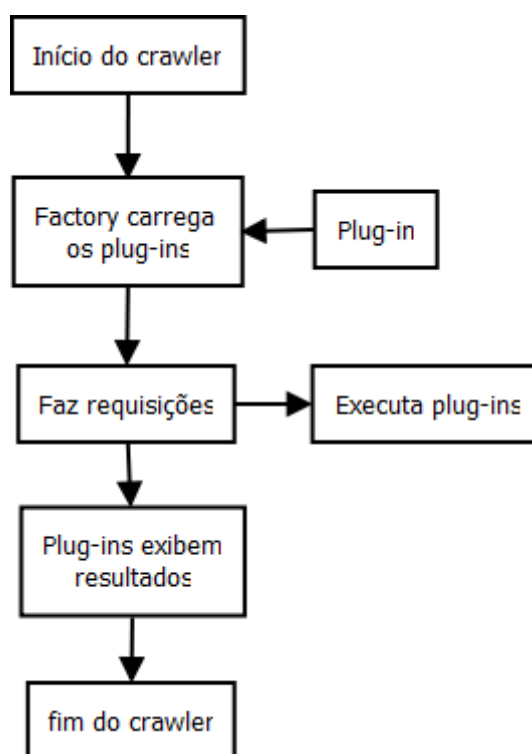 Início do crawler
Factory carrega
os plug-ins
Plug-in
Faz requisições
Executa plug-ins
Plug-ins exibem
resultados
fim do crawler